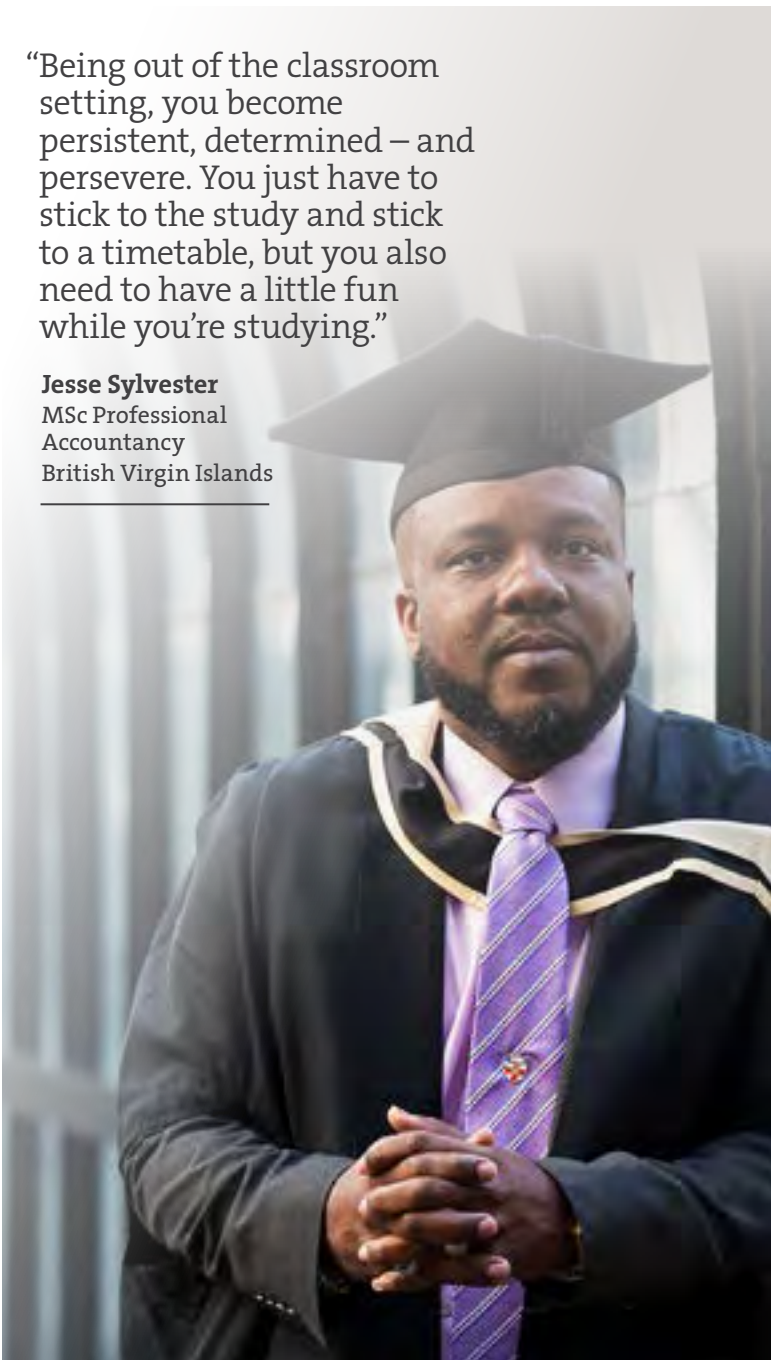 “Being out of the classroom
setting, you become
persistent, determined – and
persevere. You just have to
stick to the study and stick
to a timetable, but you also
need to have a little fun
while you’re studying.”
Jesse Sylvester
MSc Professional
Accountancy
British Virgin Islands